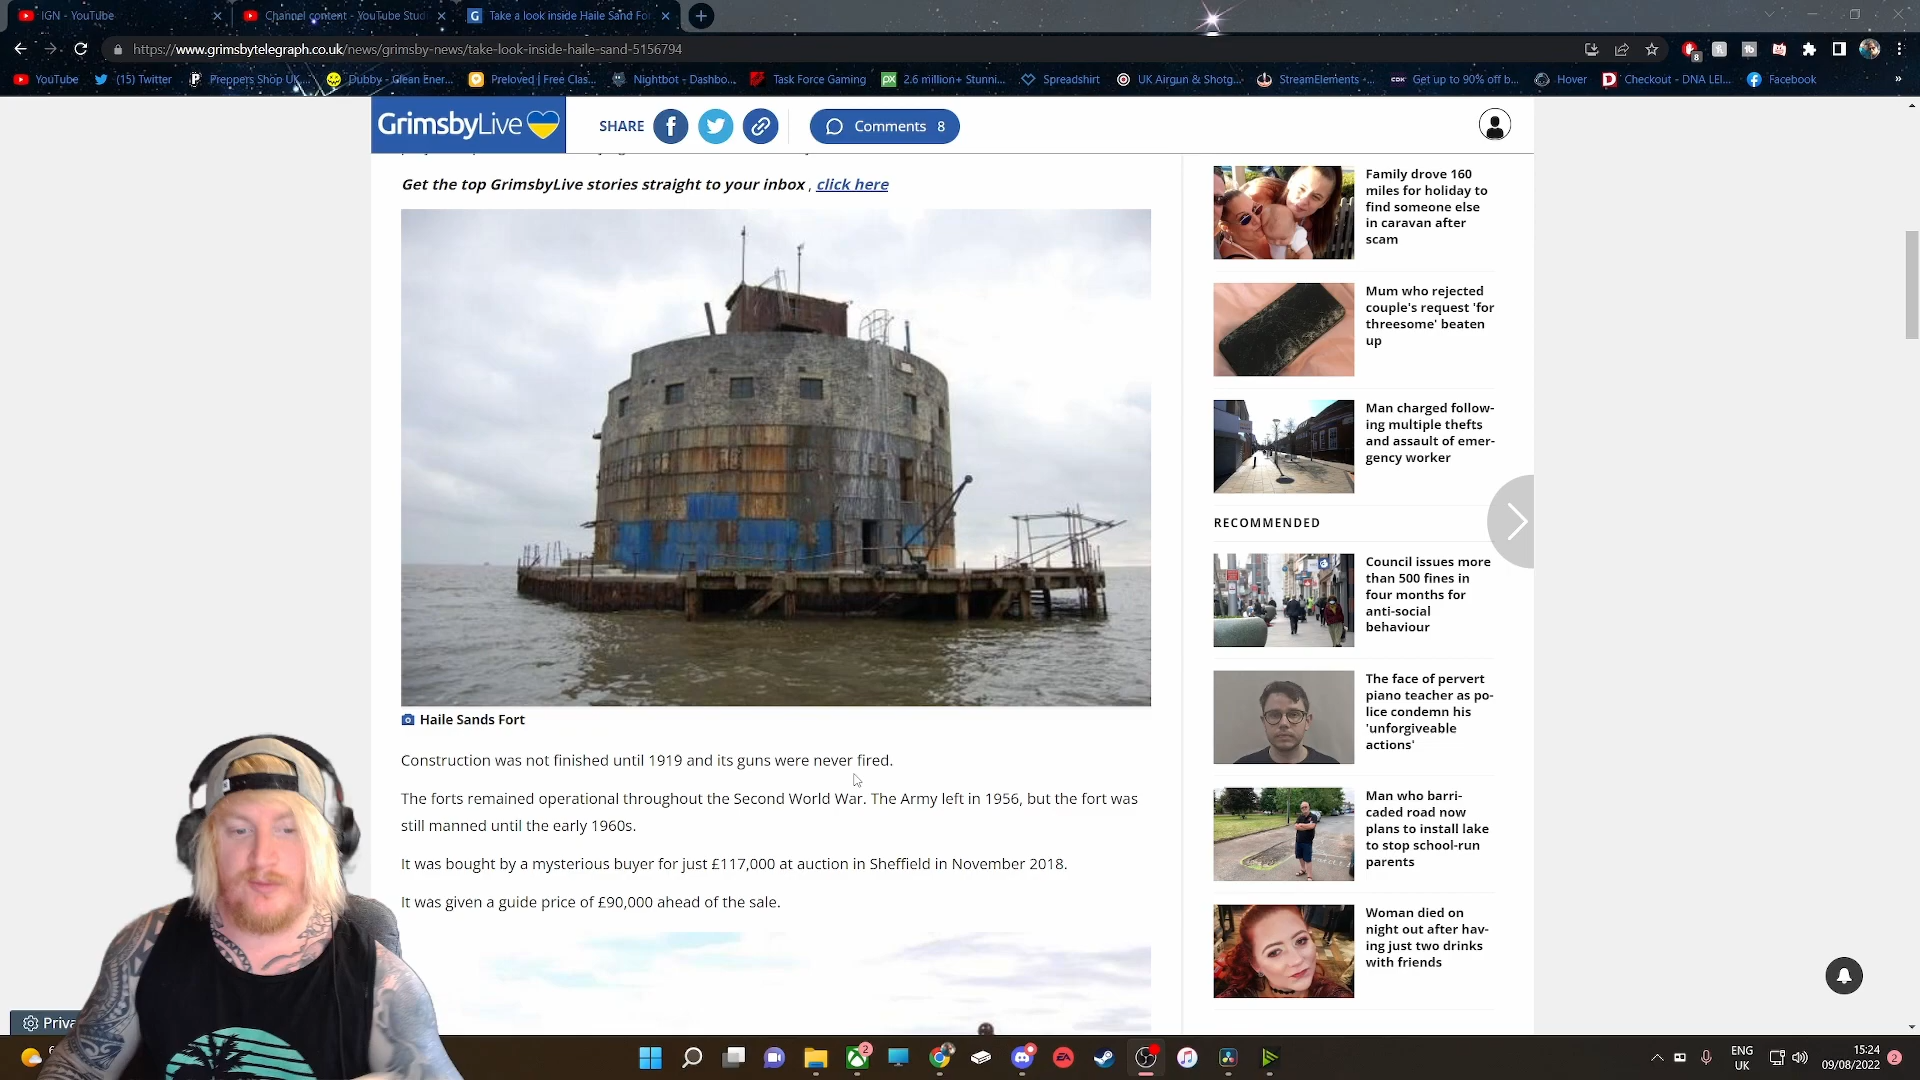 IGN - YouTube
Channel content - YouTube Stud
Take a look inside Haile Sand Fo
https://www.grimsbytelegraph.co.uk/news/grimsby-news/take-look-inside-haile-sand-5156794
8
YouTube
(15) Twitter
Preppers Shop UK...
Dubby - Clean Ener...
Preloved | Free Clas...
Nightbot - Dashbo...
Task Force Gaming
2.6 million+ Stunni...
Spreadshirt
UK Airgun & Shotg...
StreamElements -...
Get up to 90% off b...
Hover
Checkout - DNA LEI...
Facebook
GrimsbyLive
SHARE
Comments 8
Get the top GrimsbyLive stories straight to your inbox , click here
Haile Sands Fort
Construction was not finished until 1919 and its guns were never fired.
The forts remained operational throughout the Second World War. The Army left in 1956, but the fort was
still manned until the early 1960s.
It was bought by a mysterious buyer for just £117,000 at auction in Sheffield in November 2018.
It was given a guide price of £90,000 ahead of the sale.
Family drove 160
miles for holiday to
find someone else
in caravan after
scam
Mum who rejected
couple's request 'for
threesome' beaten
up
Man charged follow-
ing multiple thefts
and assault of emer-
gency worker
RECOMMENDED
Council issues more
than 500 fines in
four months for
anti-social
behaviour
The face of pervert
piano teacher as po-
lice condemn his
'unforgiveable
actions'
Man who barri-
caded road now
plans to install lake
to stop school-run
parents
Woman died on
night out after hav-
ing just two drinks
with friends
Priva
2
ENG
UK
15:24
09/08/2022
2